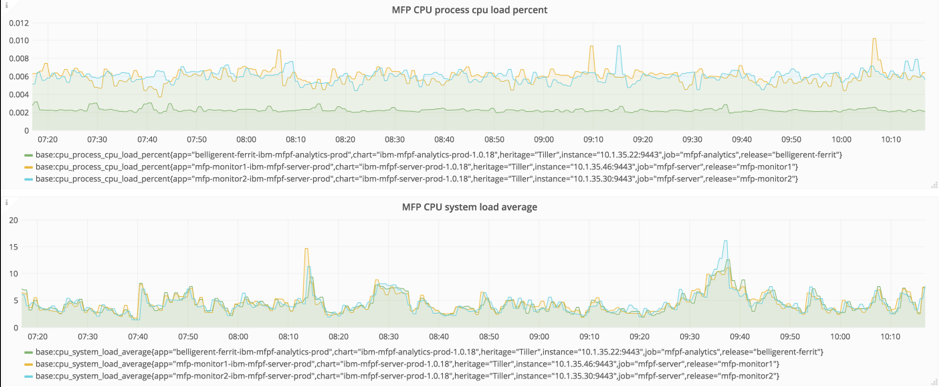 MFP CPU process cpu load percent
0.012
0.010
0.008
0.006
0.004
0.002
0
07:20 07:30 07:40 07:50 08:00 08:10 08:20 08:30 08:40 08:50 09:00 09:10 09:20 09:30 09:40 09:50 10:00 10:10
base:cpu_process_cpu_load_percent{app="belligerent-ferrit-ibm-mfpf-analytics-prod",chart="ibm-mfpf-analytics-prod-1.0.18",heritage="Tiller",instance="10.1.35.22:9443",job="mfpf-analytics",release="belligerent-ferrit"}
base:cpu_process_cpu_load_percent{app="mfp-monitor1-ibm-mfpf-server-prod",chart="ibm-mfpf-server-prod-1.0.18",heritage="Tiller",instance="10.1.35.46:9443",job="mfpf-server",release="mfp-monitor1"}
base:cpu_process_cpu_load_percent{app="mfp-monitor2-ibm-mfpf-server-prod",chart="ibm-mfpf-server-prod-1.0.18",heritage="Tiller",instance="10.1.35.30:9443",job="mfpf-server",release="mfp-monitor2"}
MFP CPU system load average
20
15
10
5
0
07:20 07:30 07:40 07:50 08:00 08:10 08:20 08:30 08:40 08:50 09:00 09:10 09:20 09:30 09:40 09:50 10:00 10:10
base:cpu_system_load_average{app="belligerent-ferrit-ibm-mfpf-analytics-prod",chart="ibm-mfpf-analytics-prod-1.0.18",heritage="Tiller",instance="10.1.35.22:9443",job="mfpf-analytics",release="belligerent-ferrit"}
base:cpu_system_load_average{app="mfp-monitor1-ibm-mfpf-server-prod",chart="ibm-mfpf-server-prod-1.0.18",heritage="Tiller",instance="10.1.35.46:9443",job="mfpf-server",release="mfp-monitor1"}
base:cpu_system_load_average{app="mfp-monitor2-ibm-mfpf-server-prod",chart="ibm-mfpf-server-prod-1.0.18",heritage="Tiller",instance="10.1.35.30:9443",job="mfpf-server",release="mfp-monitor2"}